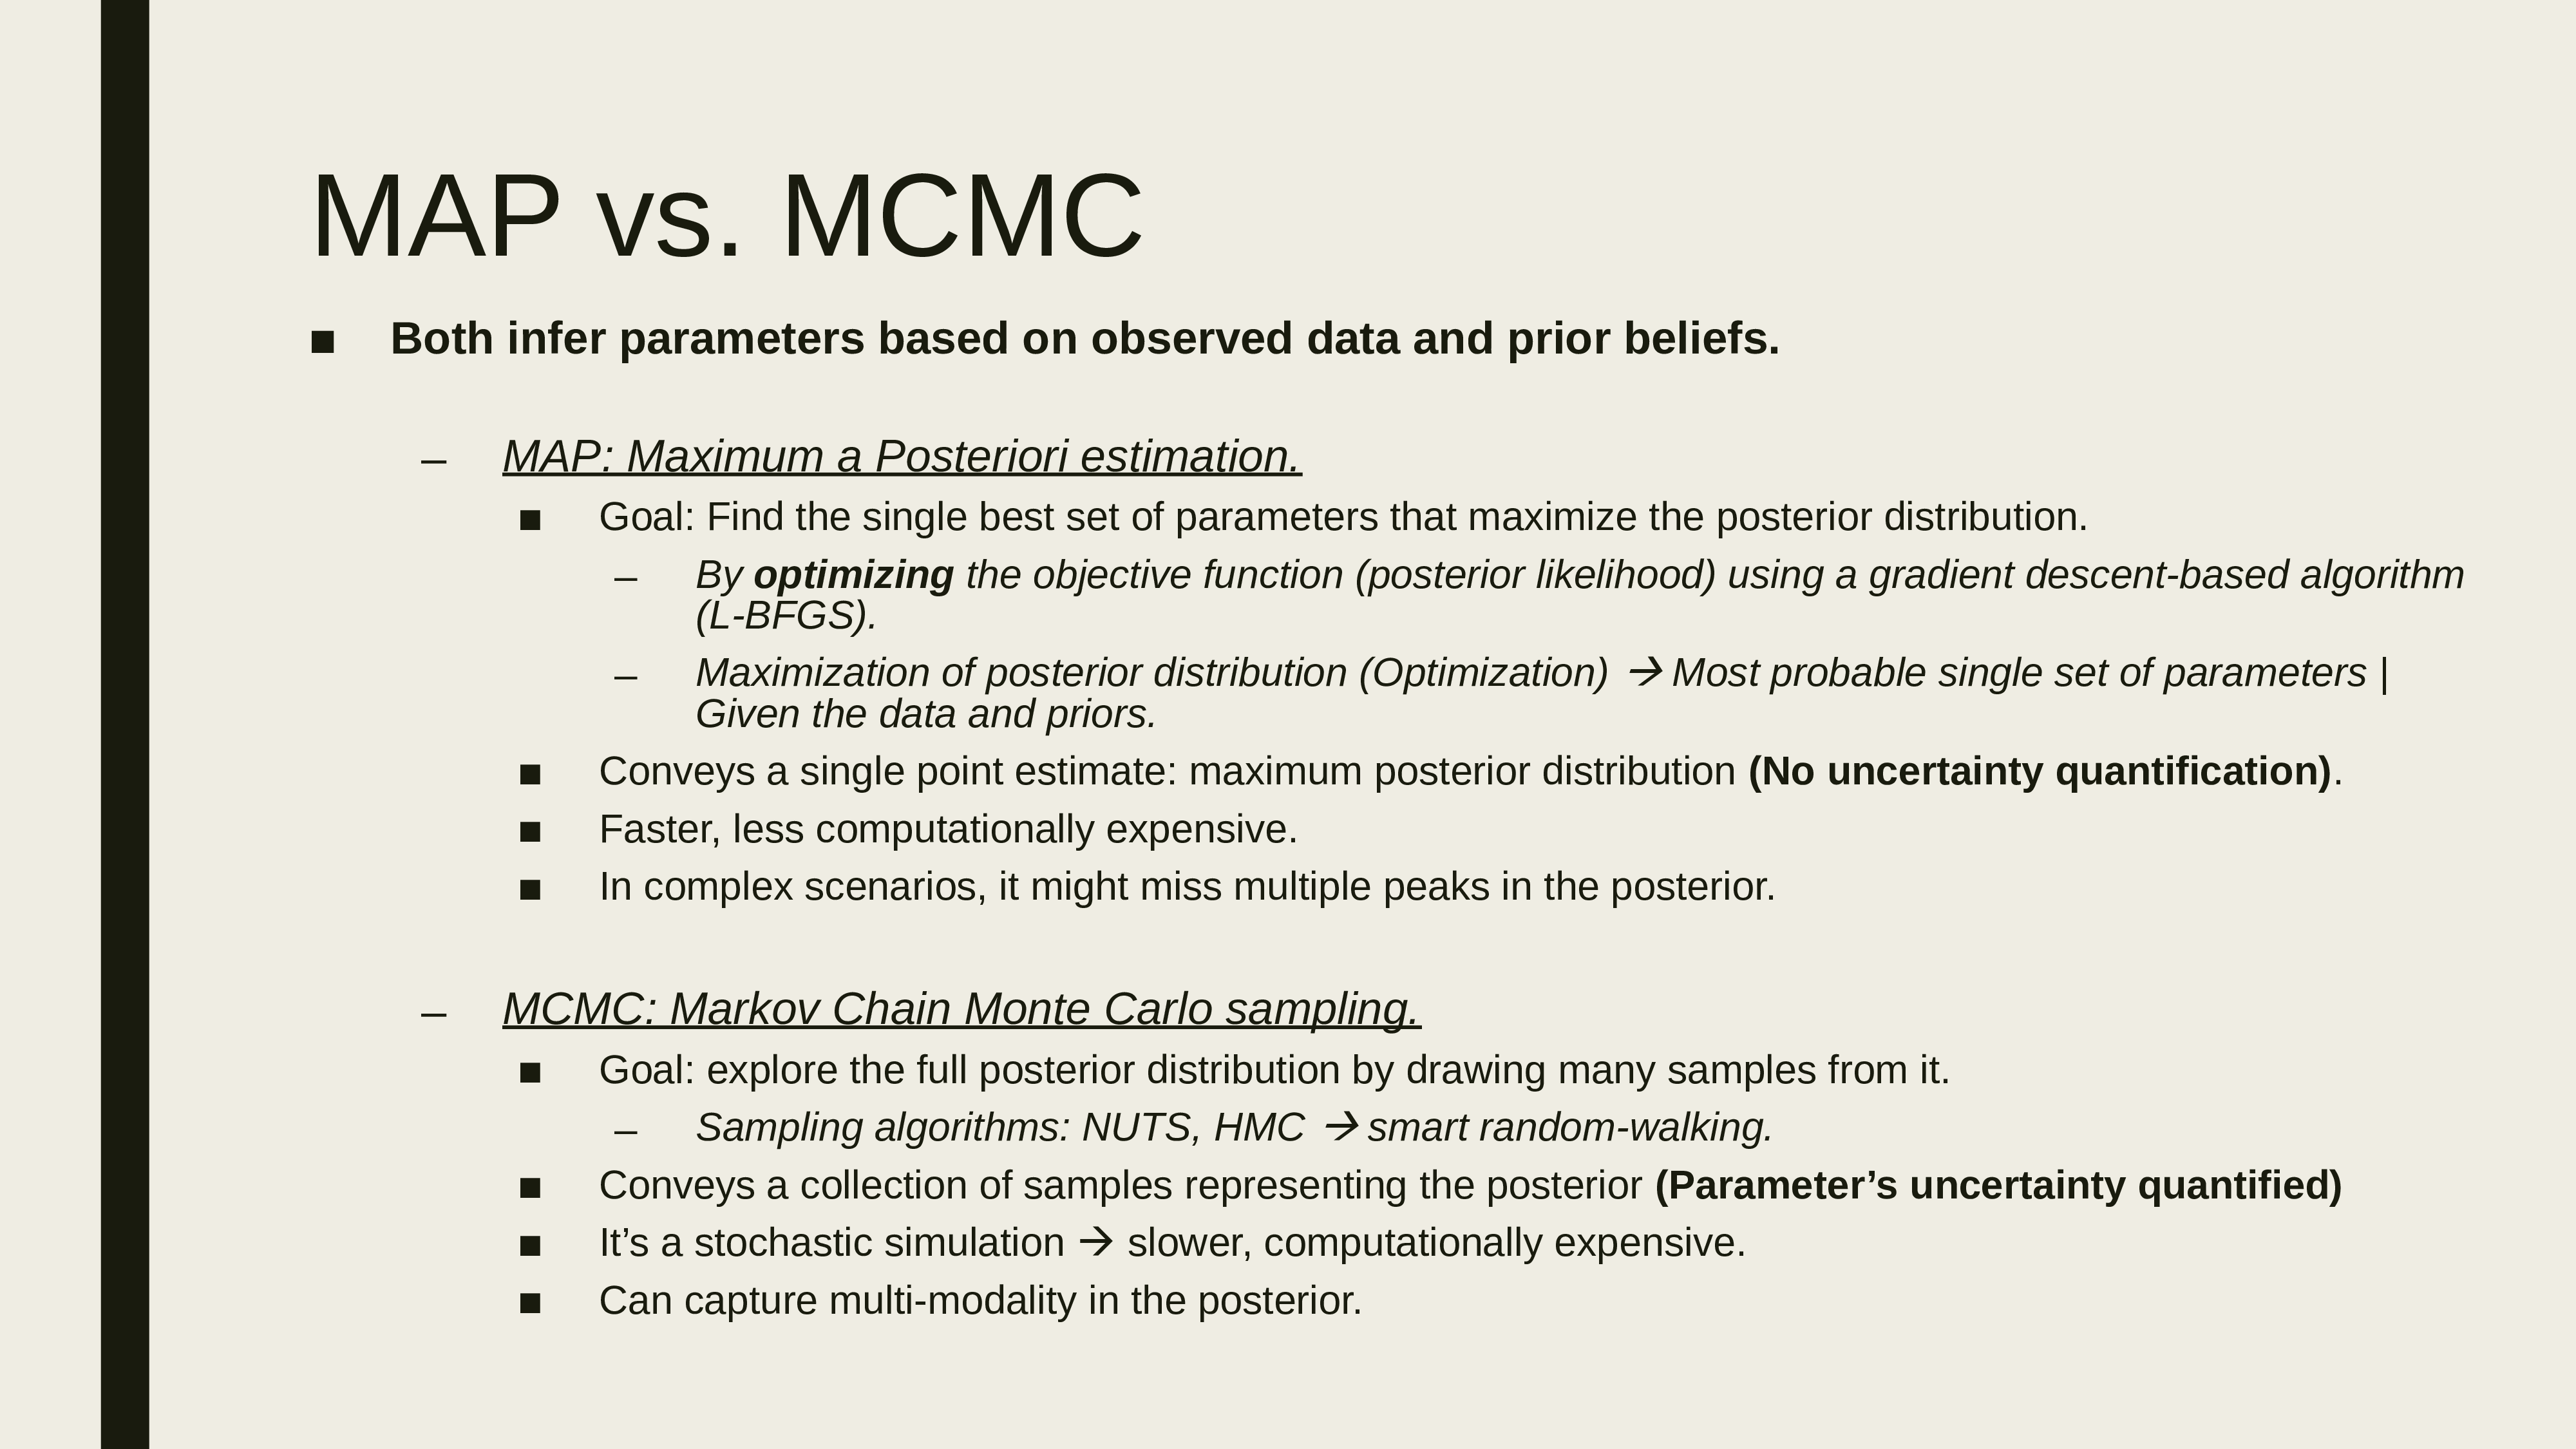 MAP vs. MCMC
■ Both infer parameters based on observed data and prior beliefs.
– MAP: Maximum a Posteriori estimation.
■ Goal: Find the single best set of parameters that maximize the posterior distribution.
– By optimizing the objective function (posterior likelihood) using a gradient descent-based algorithm
(L-BFGS).
– Maximization of posterior distribution (Optimization) → Most probable single set of parameters |
Given the data and priors.
■ Conveys a single point estimate: maximum posterior distribution (No uncertainty quantification).
■ Faster, less computationally expensive.
■ In complex scenarios, it might miss multiple peaks in the posterior.
– MCMC: Markov Chain Monte Carlo sampling.
■ Goal: explore the full posterior distribution by drawing many samples from it.
– Sampling algorithms: NUTS, HMC → smart random-walking.
■ Conveys a collection of samples representing the posterior (Parameter’s uncertainty quantified)
■ It’s a stochastic simulation → slower, computationally expensive.
■ Can capture multi-modality in the posterior.